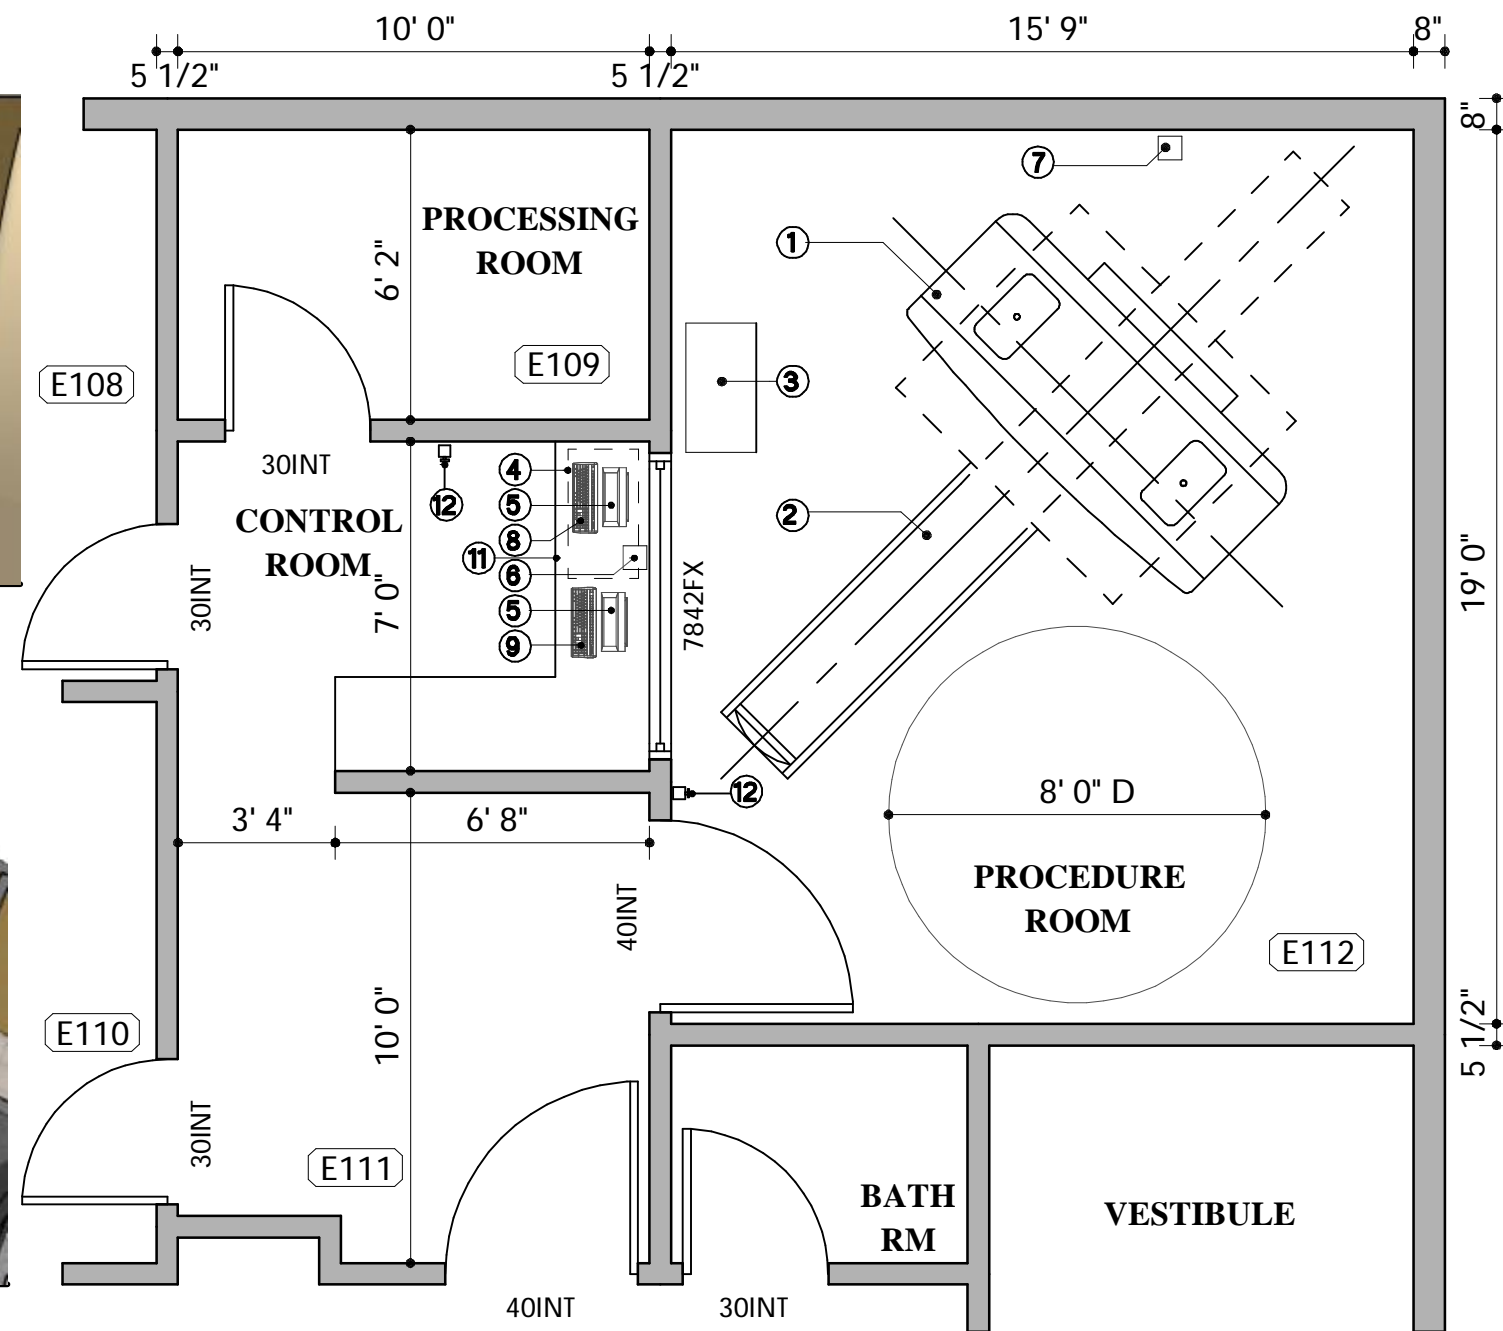 10' 0"
15' 9"
8"
5 1/2"
5 1/2"
8"
7
PROCESSING
ROOM
1
6' 2"
E109
E108
3
30INT
4
12
5
CONTROL
ROOM
2
8
11
6
30INT
7' 0"
7842FX
5
19' 0"
9
12
8' 0" D
3' 4"
6' 8"
PROCEDURE
ROOM
40INT
E112
10' 0"
E110
5 1/2"
30INT
E111
BATH
RM
VESTIBULE
40INT
30INT